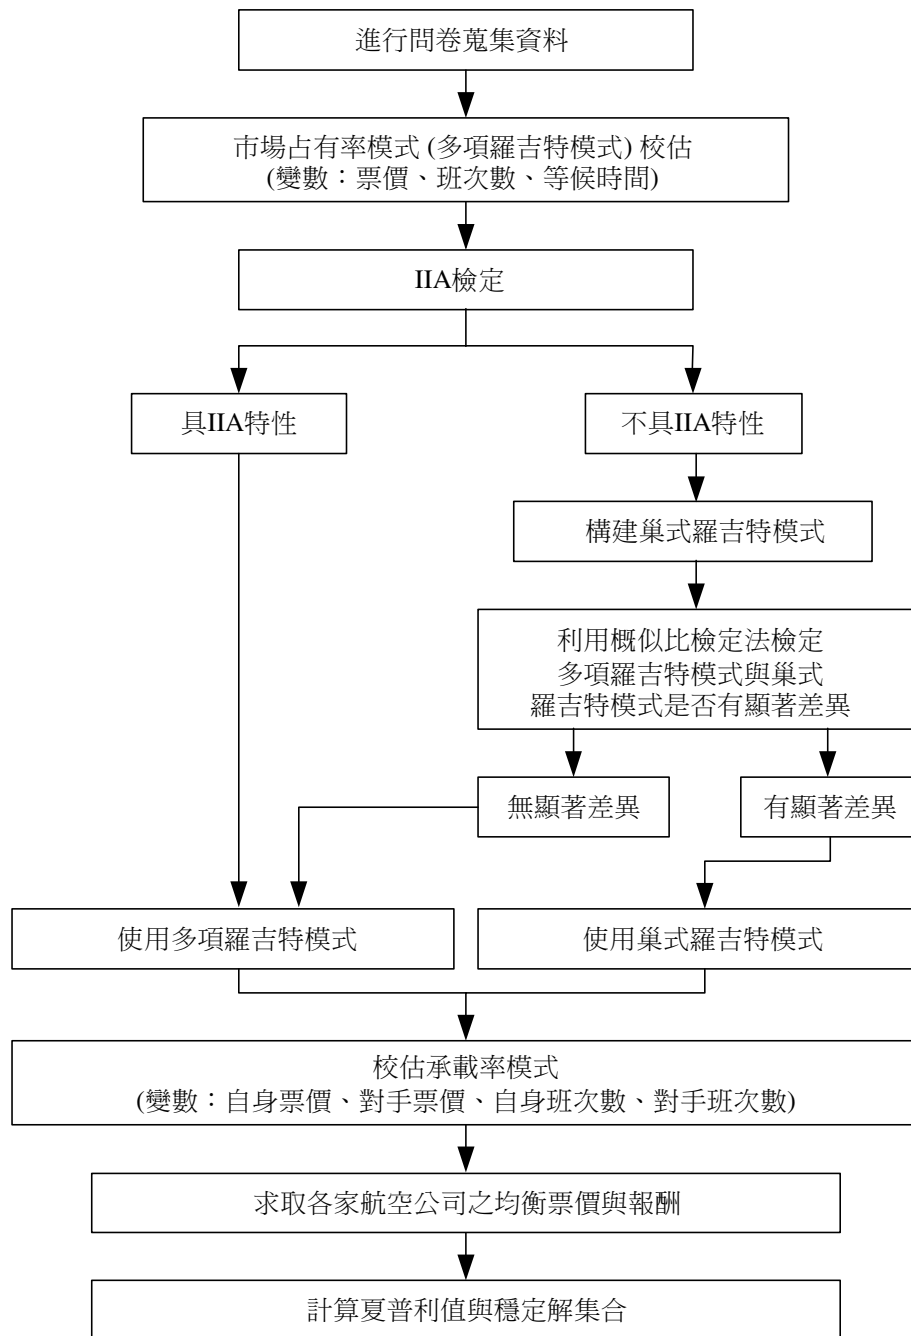 進行問卷蒐集資料
市場占有率模式 (多項羅吉特模式) 校估
(變數：票價、班次數、等候時間)
IIA檢定
具IIA特性
不具IIA特性
構建巢式羅吉特模式
利用概似比檢定法檢定
多項羅吉特模式與巢式
羅吉特模式是否有顯著差異
無顯著差異
有顯著差異
使用多項羅吉特模式
使用巢式羅吉特模式
校估承載率模式
(變數：自身票價、對手票價、自身班次數、對手班次數)
求取各家航空公司之均衡票價與報酬
計算夏普利值與穩定解集合